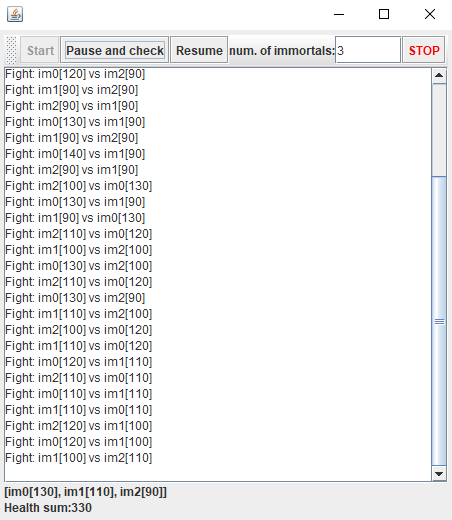 Start Pause and check Resume num. of immortals: 3 STOP
Fight: im0[120] vs im2[90]
Fight: im1[90] vs im2[90]
Fight: im2[90] vs im1[90]
Fight: im0[130] vs im1[90]
Fight: im1[90] vs im2[90]
Fight: im0[140] vs im1[90]
Fight: im2[90] vs im1[90]
Fight: im2[100] vs im0[130]
Fight: im0[130] vs im1[90]
Fight: im1[90] vs im0[130]
Fight: im2[110] vs im0[120]
Fight: im1[100] vs im2[100]
Fight: im0[130] vs im2[100]
Fight: im2[110] vs im0[120]
Fight: im0[130] vs im2[90]
Fight: im1[110] vs im2[100]
Fight: im2[100] vs im0[120]
Fight: im1[110] vs im0[120]
Fight: im0[120] vs im1[110]
Fight: im2[110] vs im0[110]
Fight: im0[110] vs im1[110]
Fight: im1[110] vs im0[110]
Fight: im2[120] vs im1[100]
Fight: im0[120] vs im1[100]
Fight: im1[100] vs im2[110]
[im0[130], im1[110], im2[90]]
Health sum:330